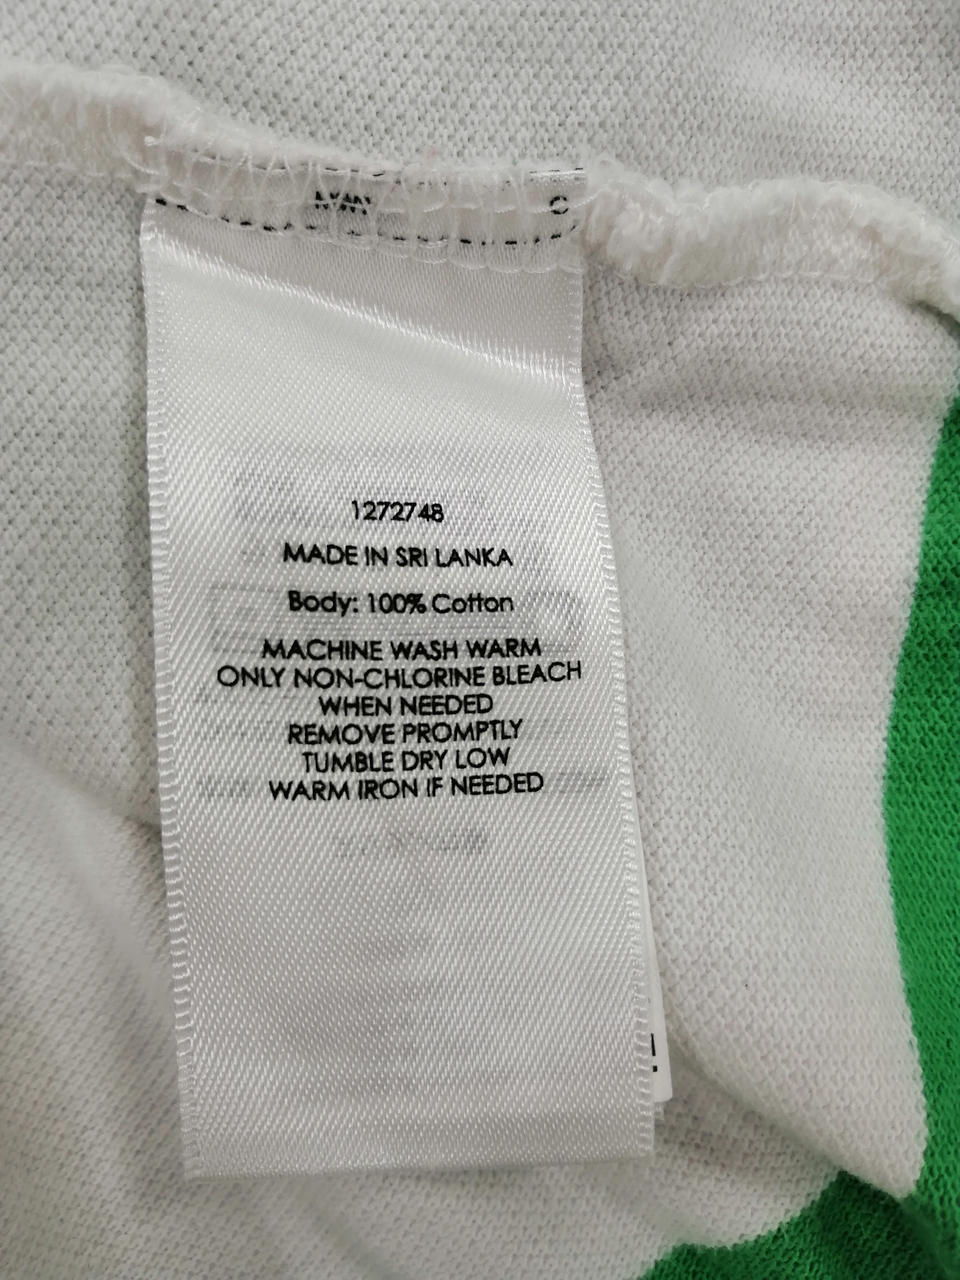 1272748
MADE IN SRI LANKA
Body: 100% Cotton
MACHINE WASH WARM
ONLY NON-CHLORINE BLEACH
WHEN NEEDED
REMOVE PROMPTLY
TUMBLE DRY LOW
WARM IRON IF NEEDED